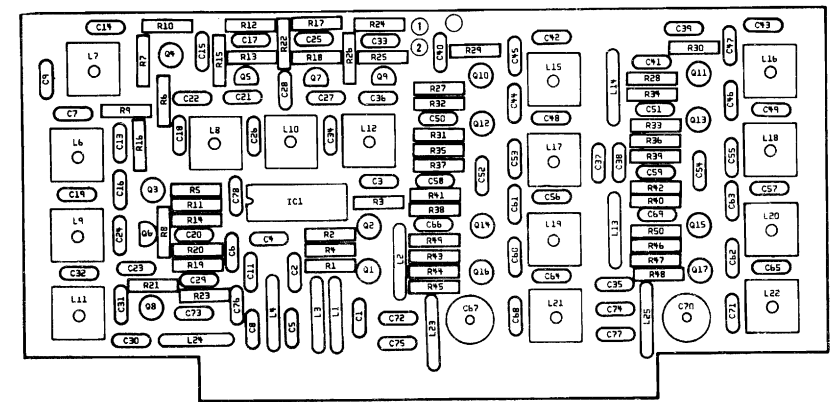 C14 R10 R12 R17 R24 1 C39 C43
C17 C25 C33 2 C42
L7 R7 Q4 C15 R15 R13 R22 R18 R26 R25 C40 R29 C45 C41 R30 C47
C9 Q5 Q7 Q9 Q10 L15 L14 R28 Q11 L16
R6 C22 C21 C28 C27 C36 R27 R34
C7 R9 R32 C44 C51 C46 C49
C13 R16 C18 L8 C26 L10 C34 L12 C50 Q12 C48 R33 Q13
L6 R31 R36 L18
R35 C53 L17 C37 C38 R39 C54 C55
R37 C52 C59
C19 C16 Q3 R5 C78 C3 C58 R42 C57
R11 IC1 R3 R41 C61 C56 R40 C63
L9 C24 Q6 R8 R14 R38 C69
C20 C4 R2 Q2 C66 Q14 L19 L13 R50 Q15 L20
R20 C6 R4 L2 R49 C60 R46 C62
C32 C23 R19 C11 C2 R1 Q1 R43 R47
R44 Q16 C64 R48 Q17 C65
C29 R45 C35
R21 R23
L11 C31 Q8 C73 C76 L4 L3 L1 C1 C72 L23 C67 C68 L21 C74 L25 C70 C71 L22
C30 L24 C8 C5 C75 C77